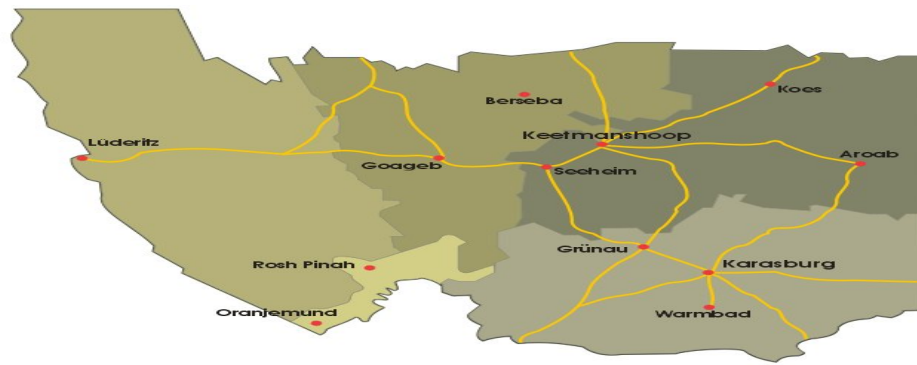 Koes
Berseba
Keetmanshoop
Lüderitz
Aroab
Goageb
Seeheim
Grünau
Rosh Pinah
Karasburg
Oranjemund
Warmbad